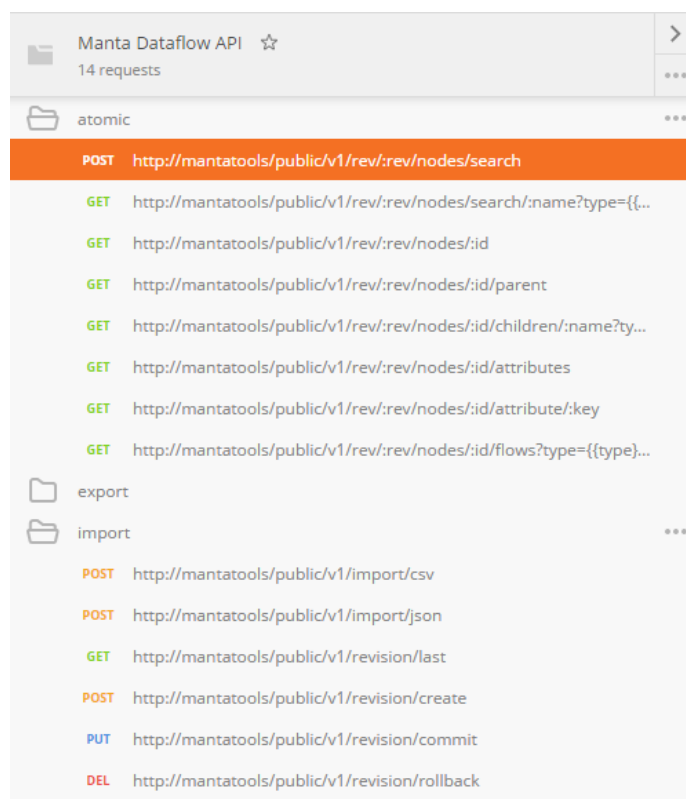 Manta Dataflow API
14 requests
atomic
POST http://mantatools/public/v1/rev/:rev/nodes/search
GET http://mantatools/public/v1/rev/:rev/nodes/search/:name?type={{...
GET http://mantatools/public/v1/rev/:rev/nodes/:id
GET http://mantatools/public/v1/rev/:rev/nodes/:id/parent
GET http://mantatools/public/v1/rev/:rev/nodes/:id/children/:name?ty...
GET http://mantatools/public/v1/rev/:rev/nodes/:id/attributes
GET http://mantatools/public/v1/rev/:rev/nodes/:id/attribute/:key
GET http://mantatools/public/v1/rev/:rev/nodes/:id/flows?type={{type}...
export
import
POST http://mantatools/public/v1/import/csv
POST http://mantatools/public/v1/import/json
GET http://mantatools/public/v1/revision/last
POST http://mantatools/public/v1/revision/create
PUT http://mantatools/public/v1/revision/commit
DEL http://mantatools/public/v1/revision/rollback